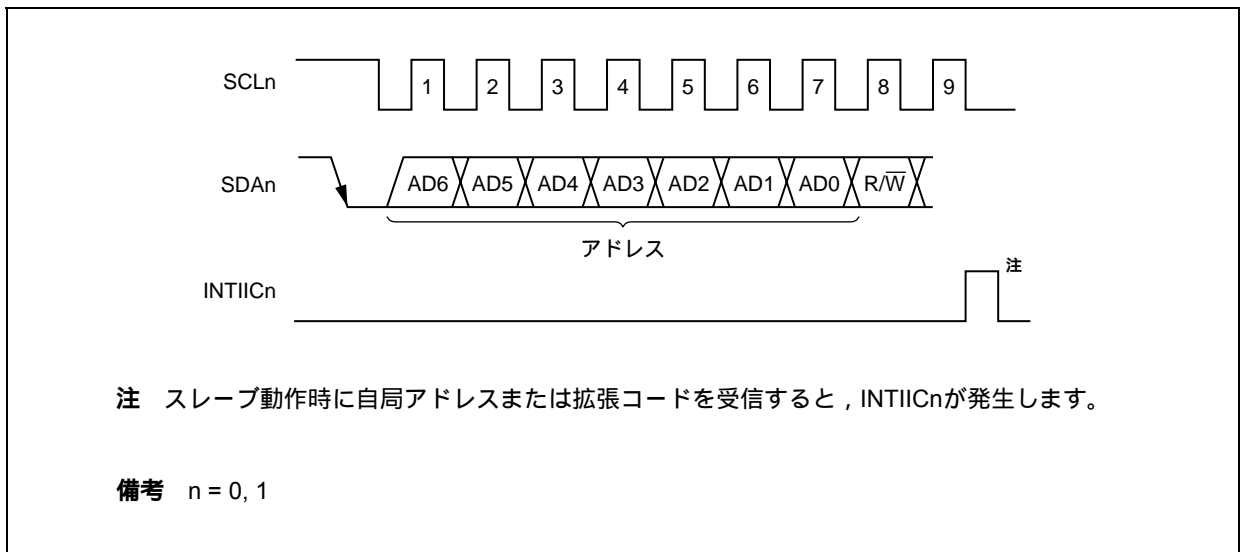 SCLn 1 2 3 4 5 6 7 8 9
SDAn AD6 AD5 AD4 AD3 AD2 AD1 AD0 R/W̅
アドレス
INTIICn 注
注 スレーブ動作時に自局アドレスまたは拡張コードを受信すると，INTIICnが発生します。
備考 n = 0, 1